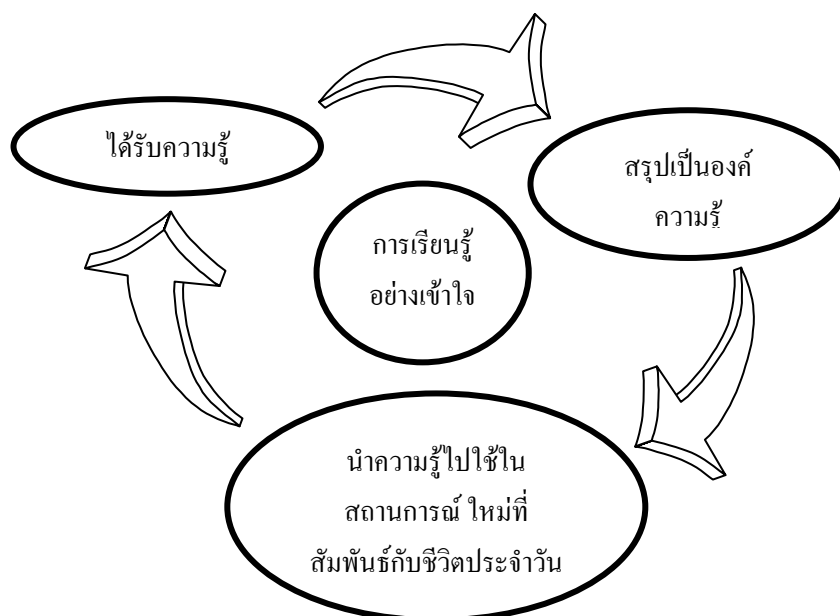 ได้รับความรู้
สรุปเป็นองค์
ความรู้
การเรียนรู้
อย่างเข้าใจ
นำความรู้ไปใช้ใน
สถานการณ์ ใหม่ที่
สัมพันธ์กับชีวิตประจำวัน